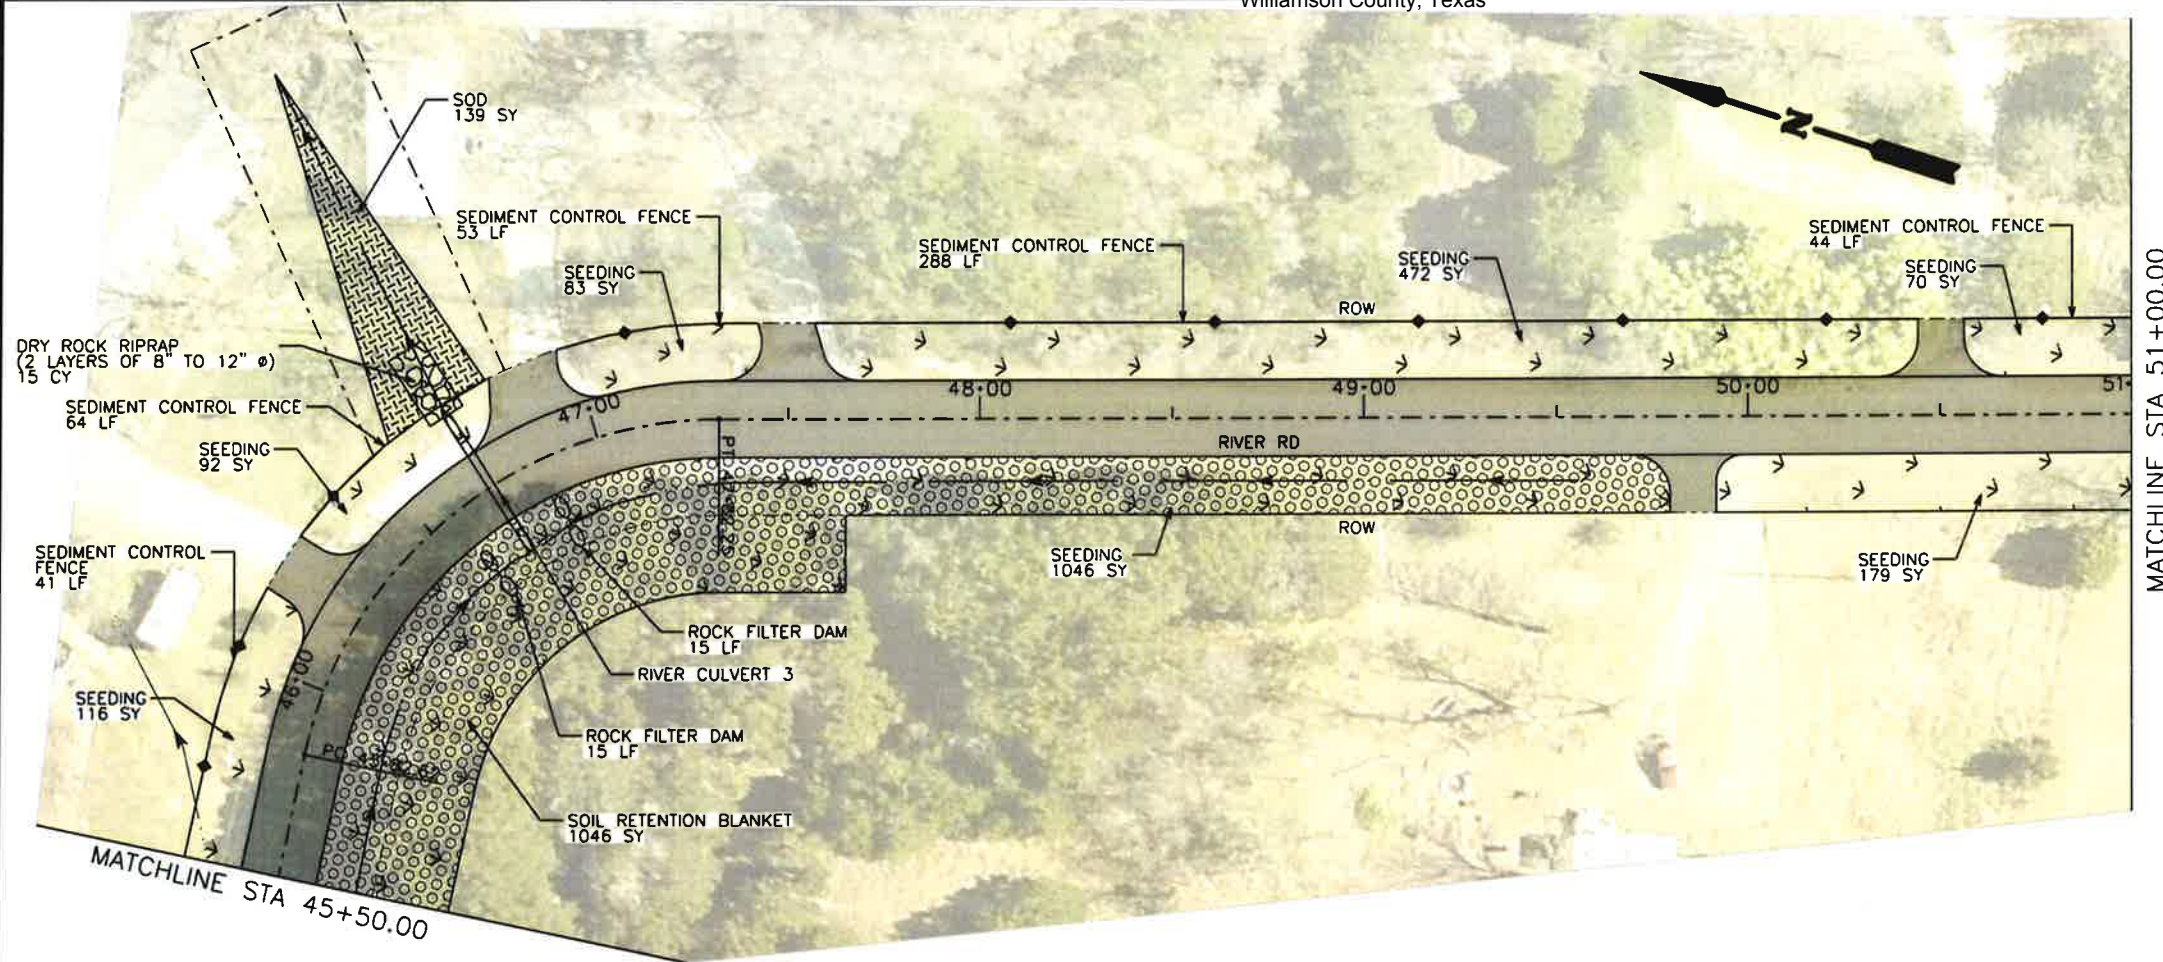 Williamson County, Texas
SOD
139 SY
SEDIMENT CONTROL FENCE
53 LF
SEEDING
83 SY
SEDIMENT CONTROL FENCE
288 LF
SEEDING
472 SY
SEDIMENT CONTROL FENCE
44 LF
SEEDING
70 SY
N
ROW
DRY ROCK RIPRAP
(2 LAYERS OF 8" TO 12" ø)
15 CY
SEDIMENT CONTROL FENCE
64 LF
SEEDING
92 SY
47+00
48+00
49+00
50+00
51+
RIVER RD
MATCHLINE STA 51+00.00
ROW
SEEDING
1046 SY
SEEDING
179 SY
SEDIMENT CONTROL
FENCE
41 LF
46+00
ROCK FILTER DAM
15 LF
RIVER CULVERT 3
SEEDING
116 SY
ROCK FILTER DAM
15 LF
SOIL RETENTION BLANKET
1046 SY
MATCHLINE STA 45+50.00